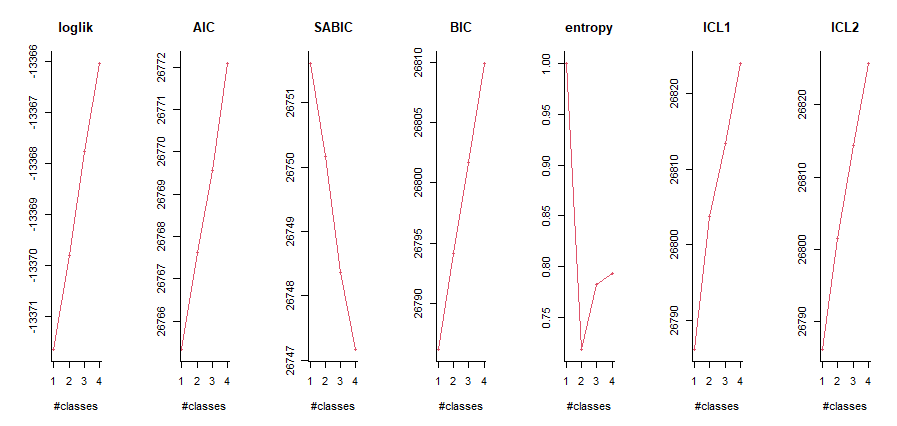 loglik
-13366
-13367
-13368
-13369
-13370
-13371
1 2 3 4
#classes
AIC
26772
26771
26770
26769
26768
26767
26766
1 2 3 4
#classes
SABIC
26751
26750
26749
26748
26747
1 2 3 4
#classes
BIC
26810
26805
26800
26795
26790
1 2 3 4
#classes
entropy
1.00
0.95
0.90
0.85
0.80
0.75
1 2 3 4
#classes
ICL1
26820
26810
26800
26790
1 2 3 4
#classes
ICL2
26820
26810
26800
26790
1 2 3 4
#classes